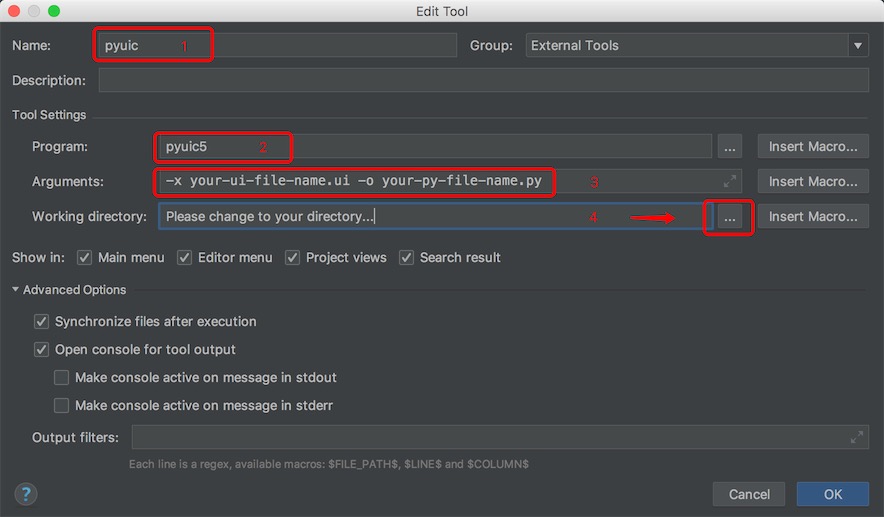 Edit Tool
Name: pyuic 1 Group: External Tools
Description:
Tool Settings
Program: pyuic5 2 ... Insert Macro...
Arguments: -x your-ui-file-name.ui -o your-py-file-name.py 3 Insert Macro...
Working directory: Please change to your directory... 4 ... Insert Macro...
Show in: Main menu Editor menu Project views Search result
Advanced Options
Synchronize files after execution
Open console for tool output
Make console active on message in stdout
Make console active on message in stderr
Output filters:
Each line is a regex, available macros: $FILE_PATH$, $LINE$ and $COLUMN$
? Cancel OK